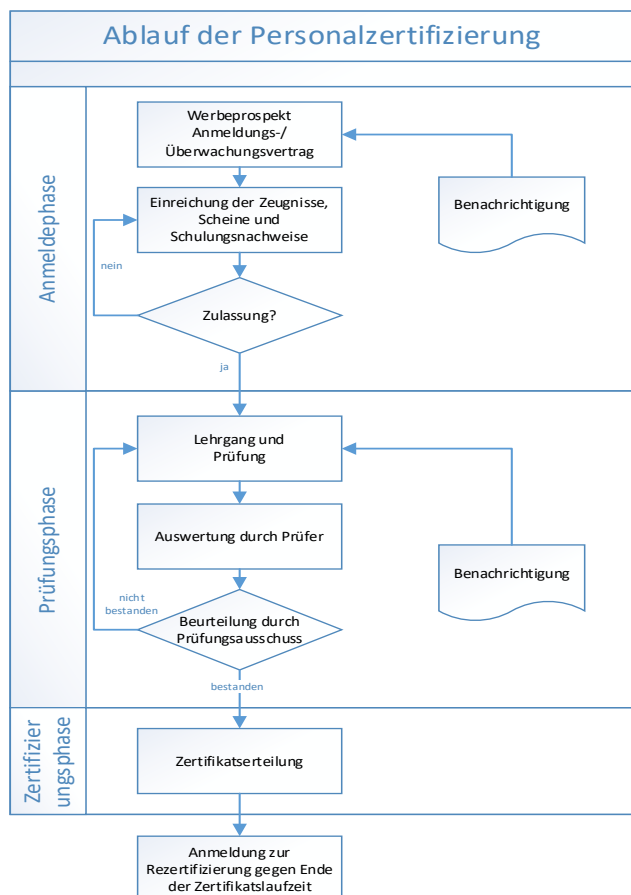 Ablauf der Personalzertifizierung
Anmeldephase
Werbeprospekt
Anmeldungs-/
Überwachungsvertrag
Benachrichtigung
Einreichung der Zeugnisse,
Scheine und
Schulungsnachweise
nein
Zulassung?
ja
Prüfungsphase
Lehrgang und
Prüfung
Auswertung durch Prüfer
Benachrichtigung
nicht
bestanden
Beurteilung durch
Prüfungsausschuss
bestanden
Zertifizier
ungsphase
Zertifikatserteilung
Anmeldung zur
Rezertifizierung gegen Ende
der Zertifikatslaufzeit